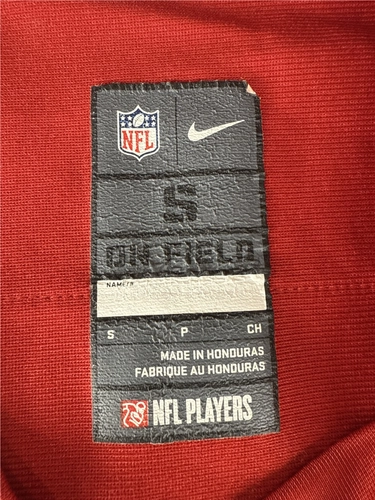 NFL
S
ON FIELD
NAME/#
S P CH
MADE IN HONDURAS
FABRIQUE AU HONDURAS
NFL PLAYERS